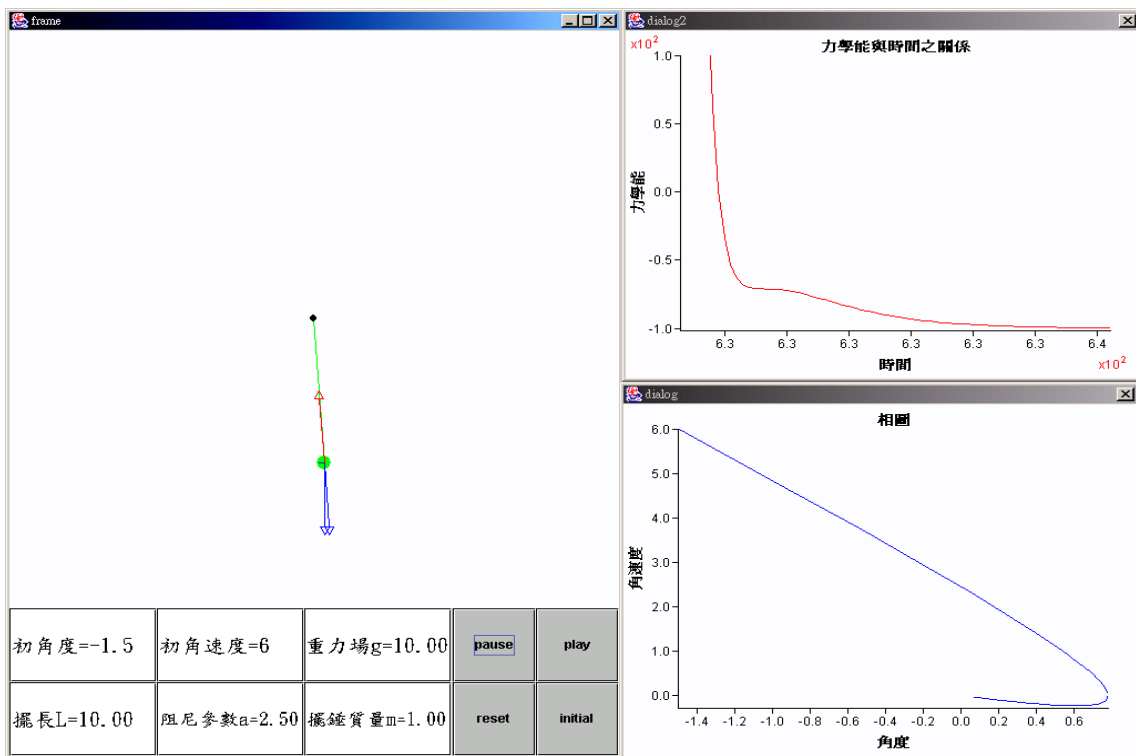 frame
初角度=-1.5
初角速度=6
重力場g=10.00
pause
play
擺長L=10.00
阻尼參數a=2.50
擺錘質量m=1.00
reset
initial
dialog2
力學能與時間之關係
x10²
1.0
0.5
0.0
-0.5
-1.0
力學能
6.3 6.3 6.3 6.3 6.3 6.3 6.4
時間
x10²
dialog
相圖
6.0
5.0
4.0
3.0
2.0
1.0
0.0
角速度
-1.4 -1.2 -1.0 -0.8 -0.6 -0.4 -0.2 0.0 0.2 0.4 0.6
角度